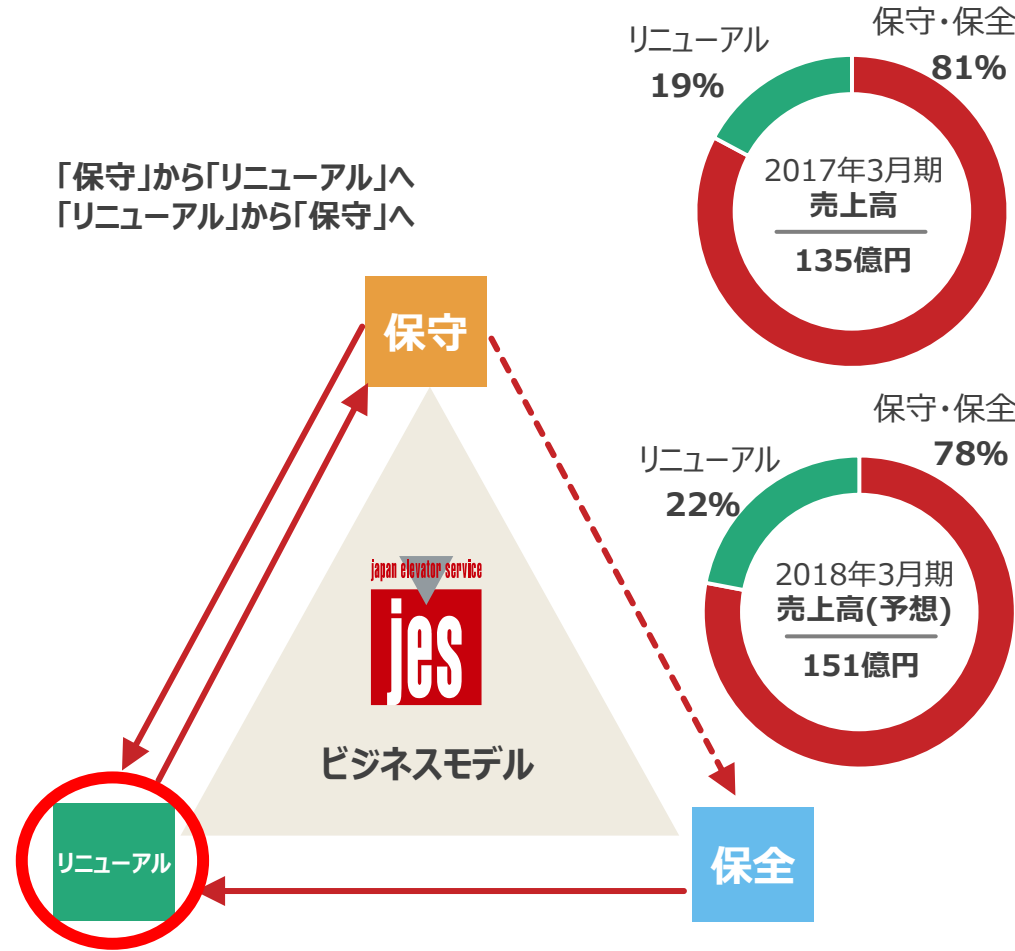 リニューアル
19%
保守・保全
81%
2017年3月期
売上高
135億円
「保守」から「リニューアル」へ
「リニューアル」から「保守」へ
保守
リニューアル
22%
保守・保全
78%
2018年3月期
売上高(予想)
151億円
japan elevator service
jes
ビジネスモデル
リニューアル
保全